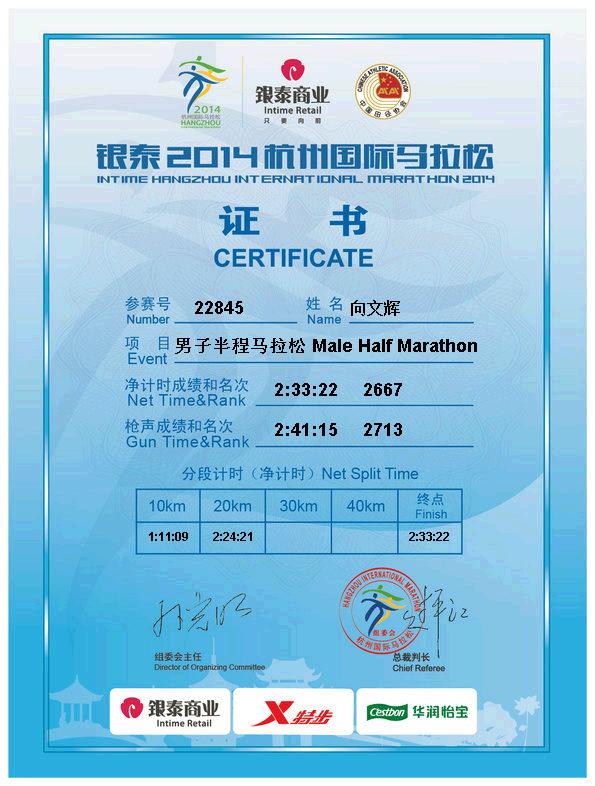 2014
杭州国际马拉松
HANGZHOU
銀泰商业
Intime Retail
只要向前
CHINESE ATHLETIC ASSOCIATION
中国田径协会
银泰2014杭州国际马拉松
INTIME HANGZHOU INTERNATIONAL MARATHON 2014
证 书
CERTIFICATE
参赛号 22845 姓名 向文辉
Number Name
项目 男子半程马拉松 Male Half Marathon
Event
净计时成绩和名次 2:33:22 2667
Net Time&Rank
枪声成绩和名次 2:41:15 2713
Gun Time&Rank
分段计时（净计时）Net Split Time
10km 20km 30km 40km 终点
Finish
1:11:09 2:24:21 2:33:22
HANGZHOU INTERNATIONAL MARATHON
组委会
杭州国际马拉松
组委会主任 总裁判长
Director of Organizing Committee Chief Referee
銀泰商业
Intime Retail
特步
Cestbon 华润怡宝